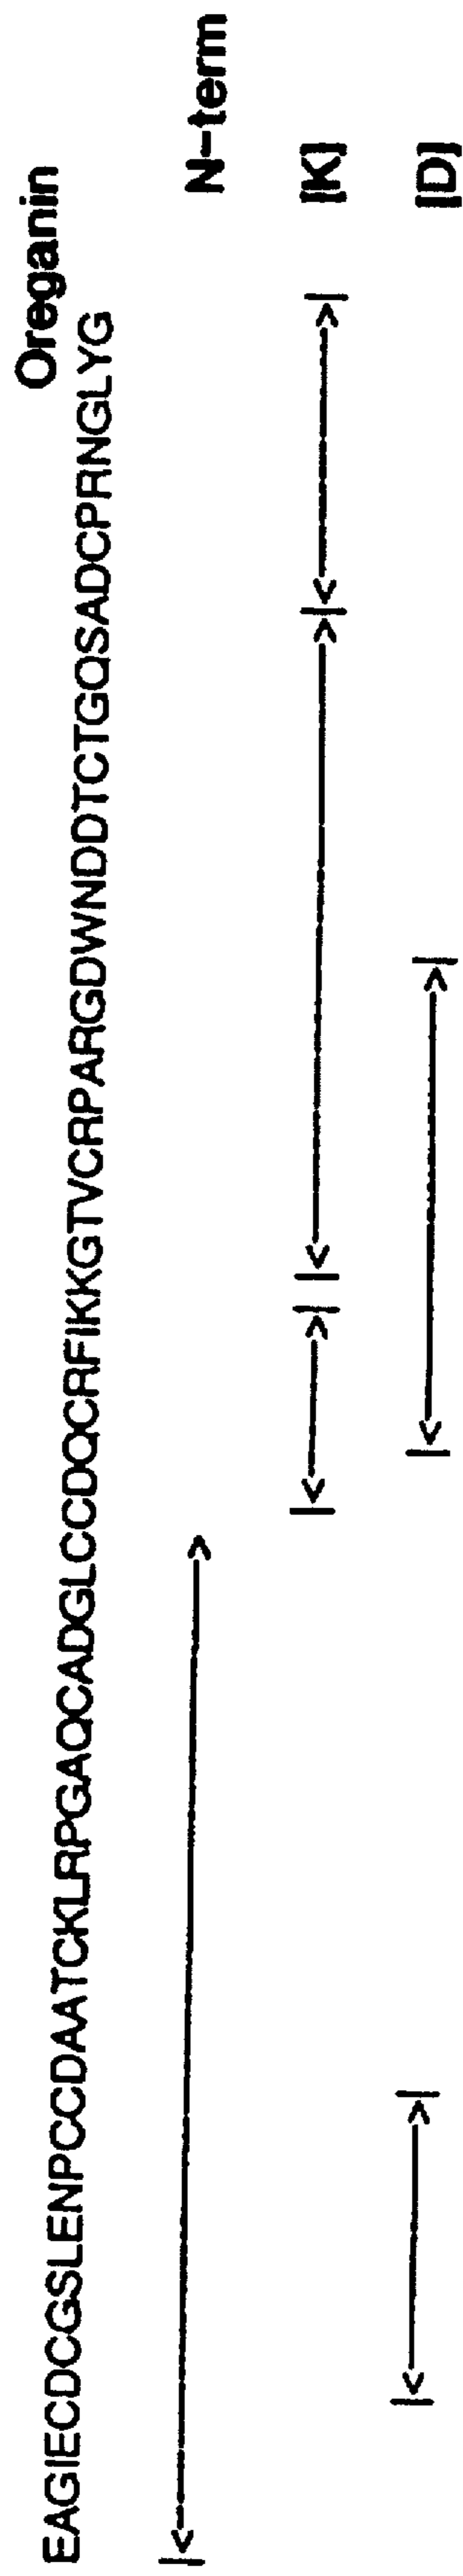 Oreganin
EAGIECDCGSLENPCCDAATCKLRPGAQCADGLCCDQCRFIKKGTVCRPARGDWNDDTCTGQSADCPRNGLYG
N-term
[K]
[D]